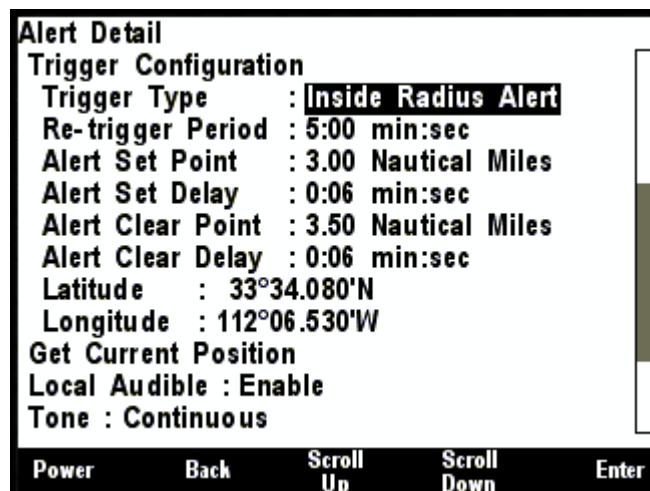 Alert Detail
Trigger Configuration
Trigger Type : Inside Radius Alert
Re-trigger Period : 5:00 min:sec
Alert Set Point : 3.00 Nautical Miles
Alert Set Delay : 0:06 min:sec
Alert Clear Point : 3.50 Nautical Miles
Alert Clear Delay : 0:06 min:sec
Latitude : 33°34.080'N
Longitude : 112°06.530'W
Get Current Position
Local Audible : Enable
Tone : Continuous
Power Back Scroll Up Scroll Down Enter